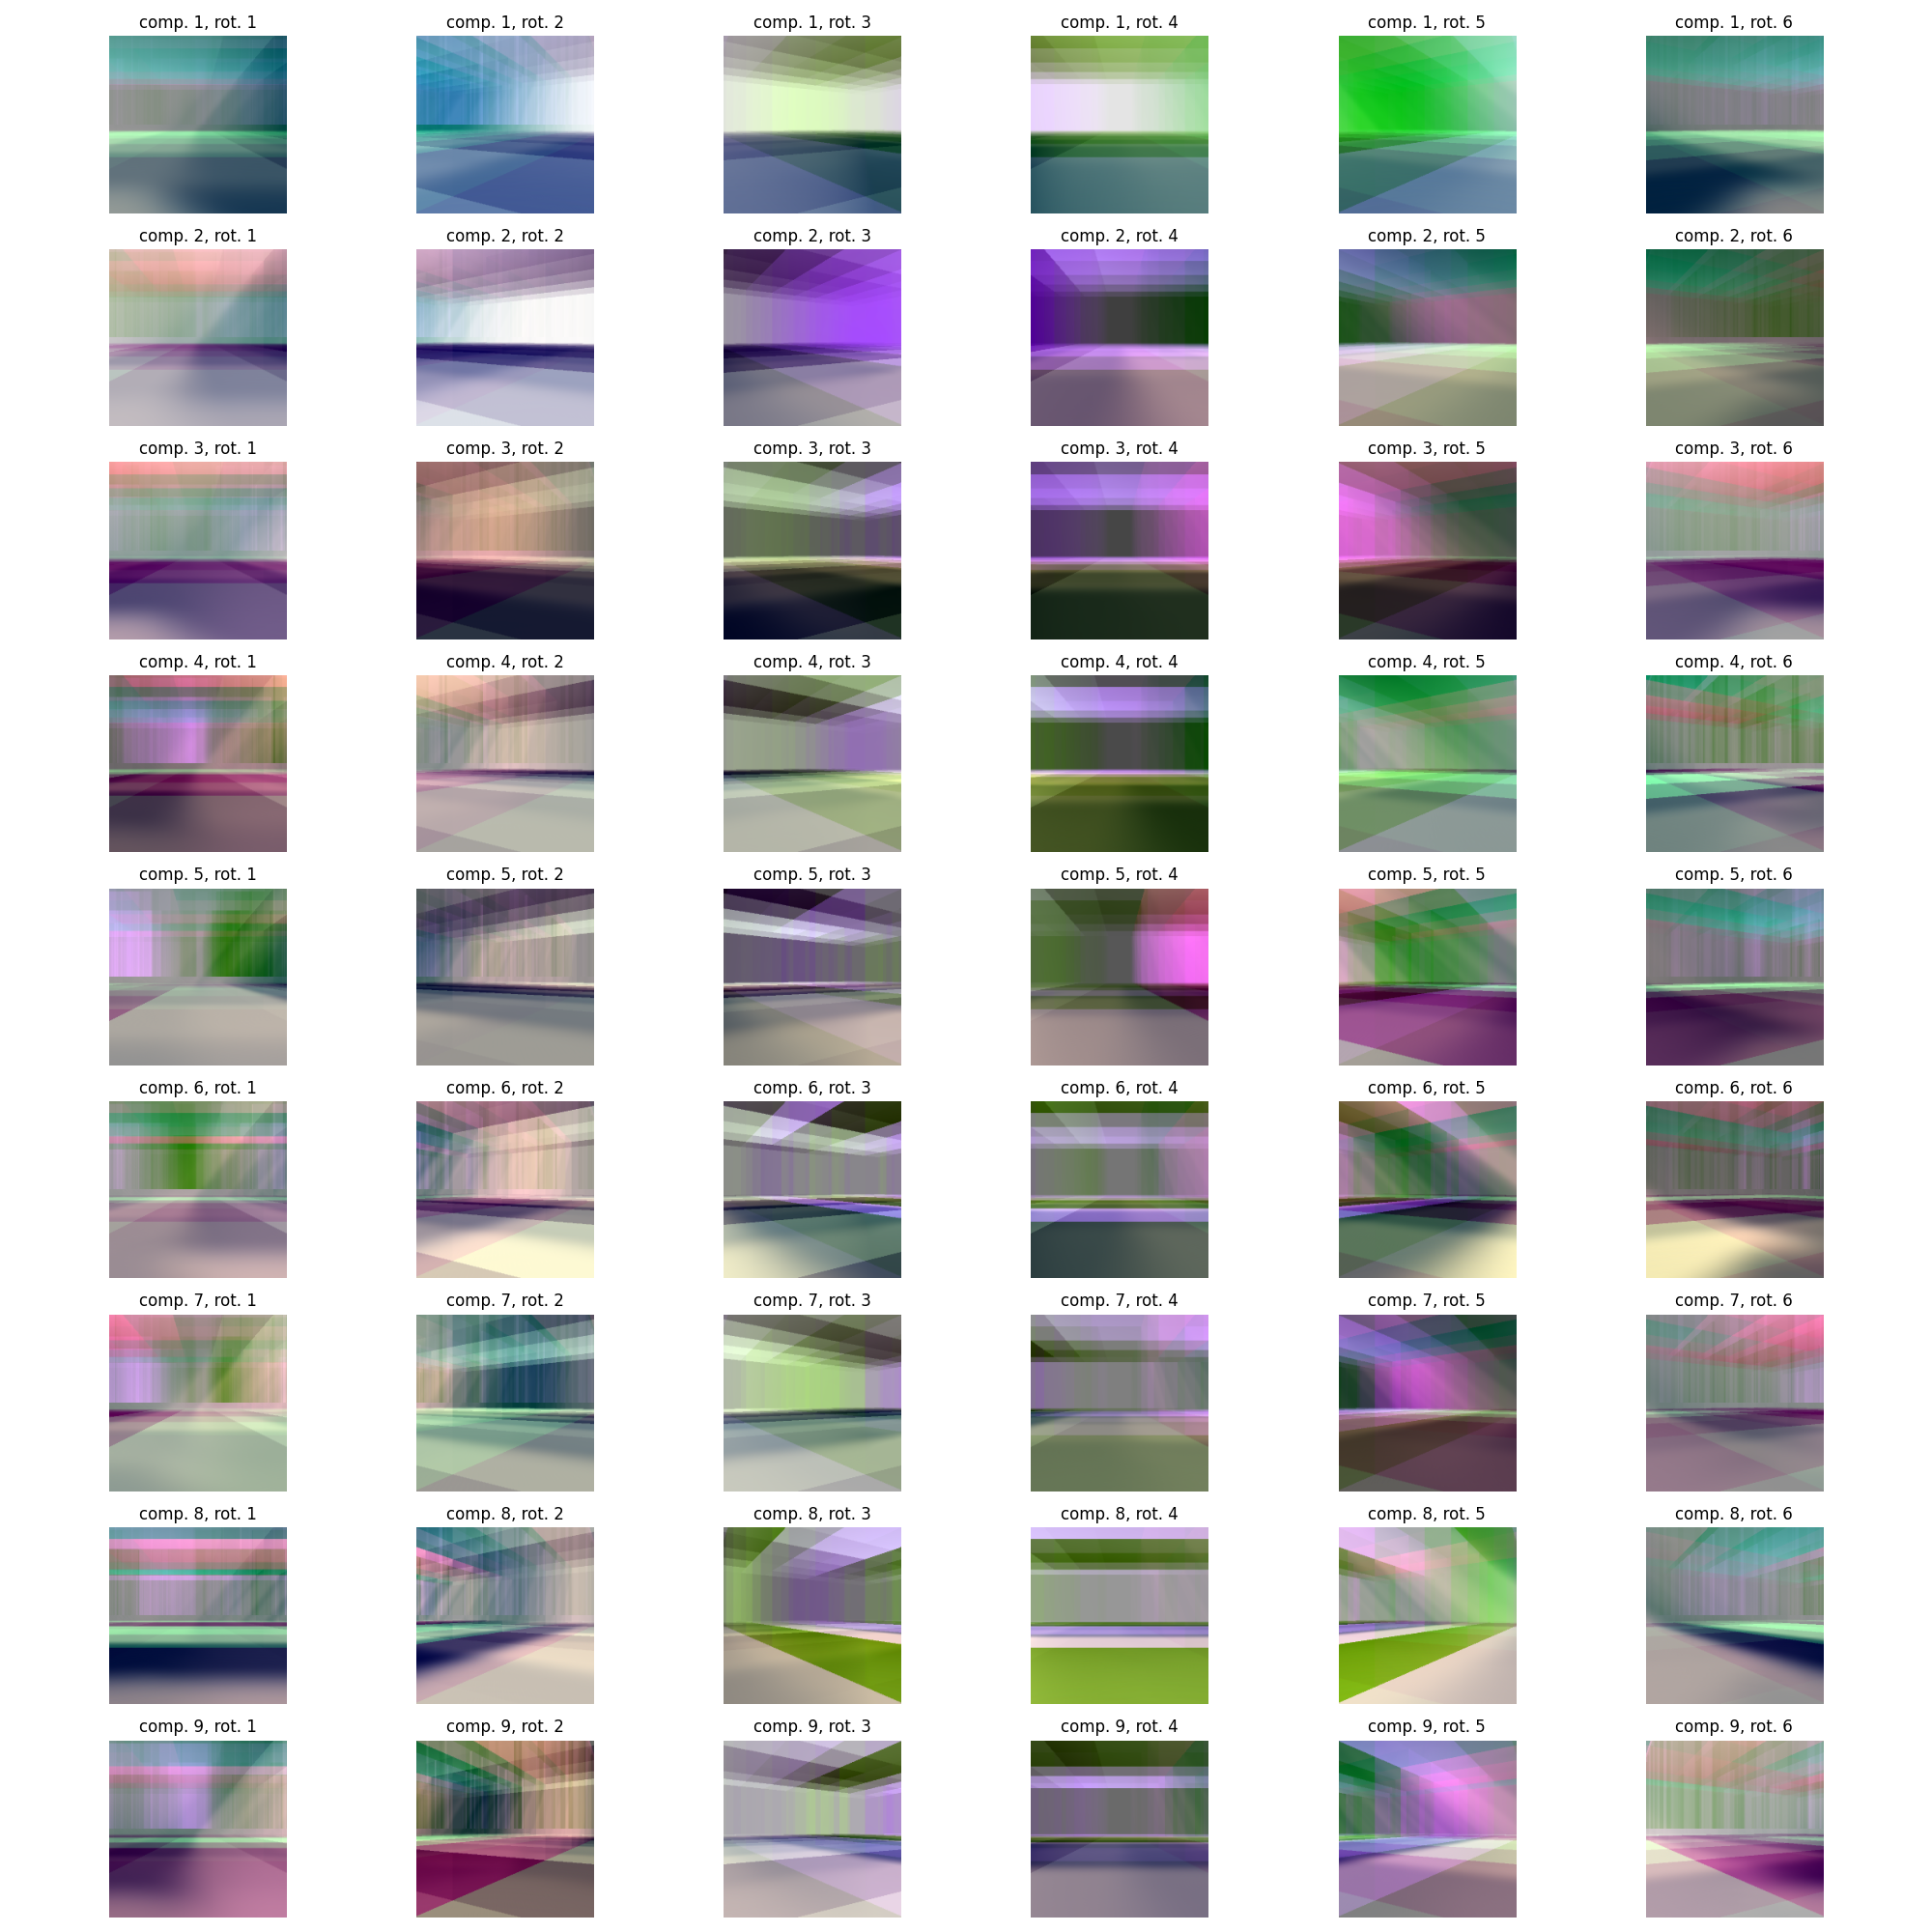 comp. 1, rot. 1 comp. 1, rot. 2 comp. 1, rot. 3 comp. 1, rot. 4 comp. 1, rot. 5 comp. 1, rot. 6
comp. 2, rot. 1 comp. 2, rot. 2 comp. 2, rot. 3 comp. 2, rot. 4 comp. 2, rot. 5 comp. 2, rot. 6
comp. 3, rot. 1 comp. 3, rot. 2 comp. 3, rot. 3 comp. 3, rot. 4 comp. 3, rot. 5 comp. 3, rot. 6
comp. 4, rot. 1 comp. 4, rot. 2 comp. 4, rot. 3 comp. 4, rot. 4 comp. 4, rot. 5 comp. 4, rot. 6
comp. 5, rot. 1 comp. 5, rot. 2 comp. 5, rot. 3 comp. 5, rot. 4 comp. 5, rot. 5 comp. 5, rot. 6
comp. 6, rot. 1 comp. 6, rot. 2 comp. 6, rot. 3 comp. 6, rot. 4 comp. 6, rot. 5 comp. 6, rot. 6
comp. 7, rot. 1 comp. 7, rot. 2 comp. 7, rot. 3 comp. 7, rot. 4 comp. 7, rot. 5 comp. 7, rot. 6
comp. 8, rot. 1 comp. 8, rot. 2 comp. 8, rot. 3 comp. 8, rot. 4 comp. 8, rot. 5 comp. 8, rot. 6
comp. 9, rot. 1 comp. 9, rot. 2 comp. 9, rot. 3 comp. 9, rot. 4 comp. 9, rot. 5 comp. 9, rot. 6